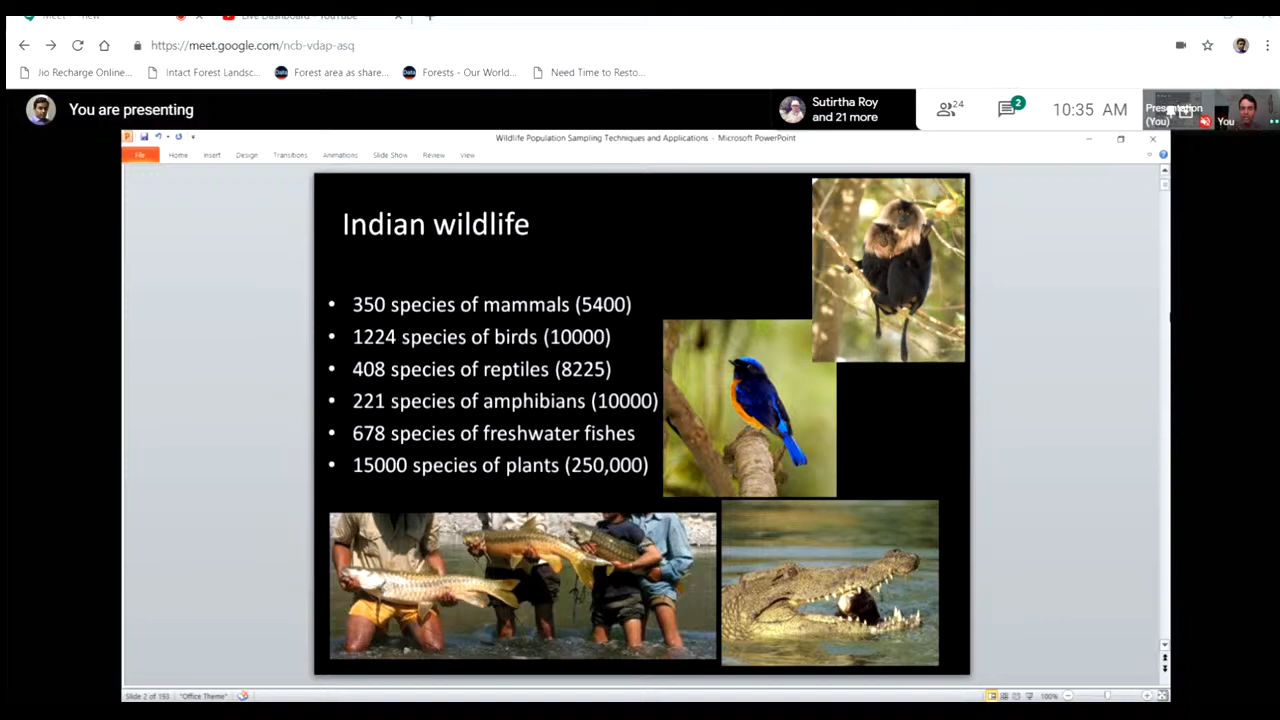 Meet - new
Live Dashboard - YouTube
https://meet.google.com/ncb-vdap-asq
Jio Recharge Online...
Intact Forest Landsc...
Forest area as share...
Forests - Our World...
Need Time to Resto...
You are presenting
Sutirtha Roy
and 21 more
24
2
10:35 AM
Presentation
(You)
You
Wildlife Population Sampling Techniques and Applications - Microsoft PowerPoint
File Home Insert Design Transitions Animations Slide Show Review View
Indian wildlife
• 350 species of mammals (5400)
• 1224 species of birds (10000)
• 408 species of reptiles (8225)
• 221 species of amphibians (10000)
• 678 species of freshwater fishes
• 15000 species of plants (250,000)
Slide 2 of 193 "Office Theme" 100%